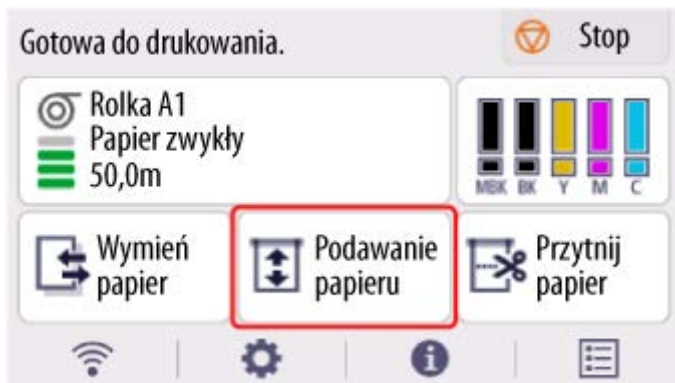 Gotowa do drukowania.
Stop
Rolka A1
Papier zwykły
50,0m
MBK BK Y M C
Wymień
papier
Podawanie
papieru
Przytnij
papier